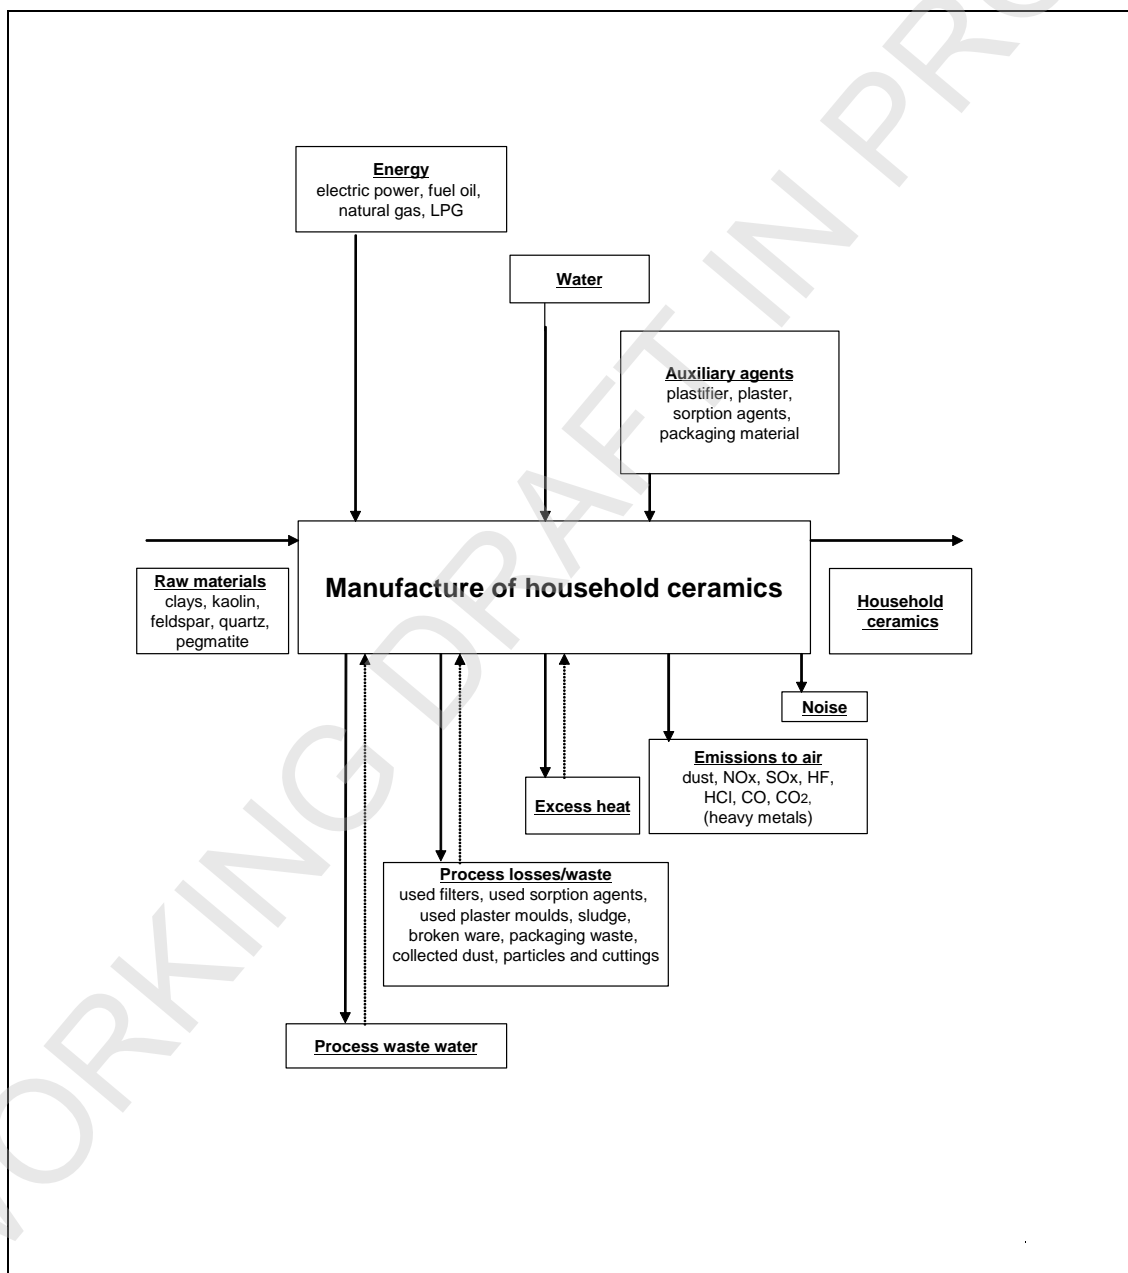 Energy
electric power, fuel oil,
natural gas, LPG
Water
Auxiliary agents
plastifier, plaster,
sorption agents,
packaging material
Manufacture of household ceramics
Raw materials
clays, kaolin,
feldspar, quartz,
pegmatite
Household
ceramics
Noise
Emissions to air
dust, NOx, SOx, HF,
HCl, CO, CO2,
(heavy metals)
Excess heat
Process losses/waste
used filters, used sorption agents,
used plaster moulds, sludge,
broken ware, packaging waste,
collected dust, particles and cuttings
Process waste water
WORKING DRAFT IN PRO